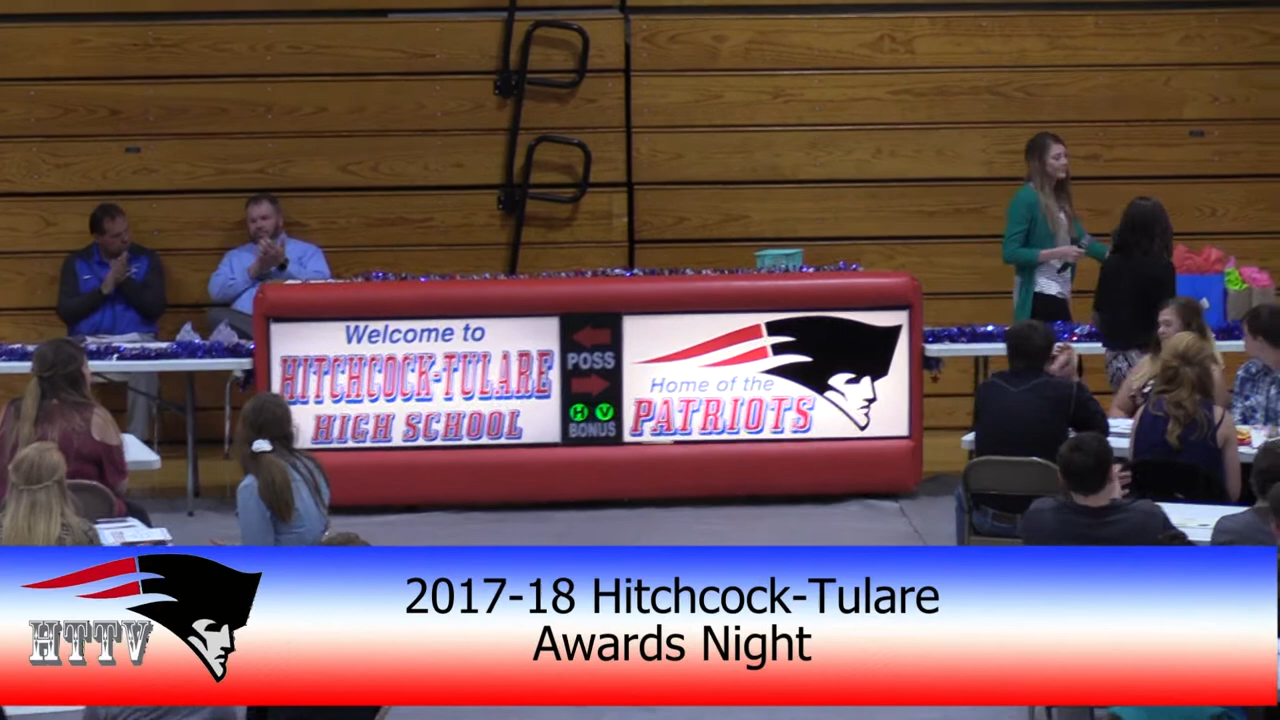 Welcome to
HITCHCOCK-TULARE
HIGH SCHOOL
POSS
H V
BONUS
Home of the
PATRIOTS
HTTV
2017-18 Hitchcock-Tulare
Awards Night